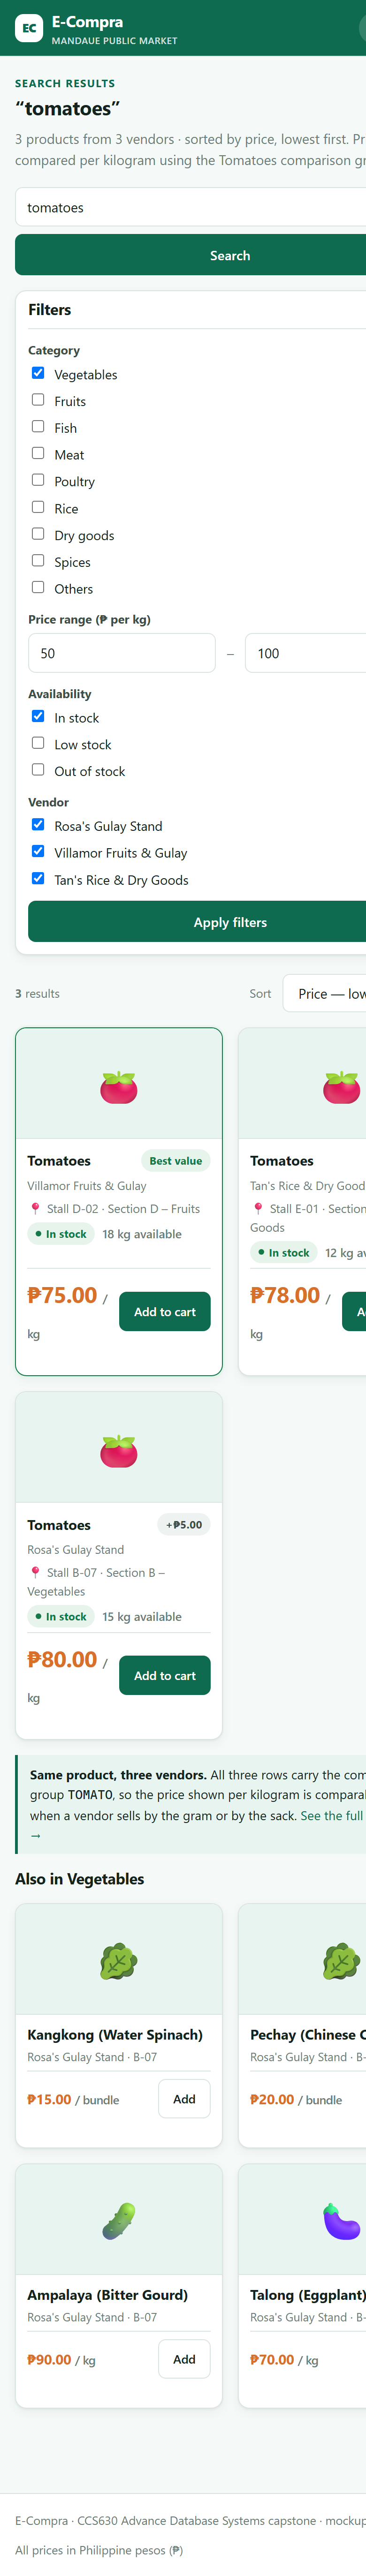 EC
E-Compra
MANDAUE PUBLIC MARKET
SEARCH RESULTS
“tomatoes”
3 products from 3 vendors · sorted by price, lowest first. Pr
compared per kilogram using the Tomatoes comparison gr
tomatoes
Search
Filters
Category
Vegetables
Fruits
Fish
Meat
Poultry
Rice
Dry goods
Spices
Others
Price range (₱ per kg)
50 – 100
Availability
In stock
Low stock
Out of stock
Vendor
Rosa's Gulay Stand
Villamor Fruits & Gulay
Tan's Rice & Dry Goods
Apply filters
3 results
Sort Price — low
Tomatoes Best value
Villamor Fruits & Gulay
Stall D-02 · Section D – Fruits
In stock 18 kg available
₱75.00 /
kg
Add to cart
Tomatoes
Tan's Rice & Dry Good
Stall E-01 · Section
Goods
In stock 12 kg av
₱78.00 /
kg
A
Tomatoes +₱5.00
Rosa's Gulay Stand
Stall B-07 · Section B –
Vegetables
In stock 15 kg available
₱80.00 /
kg
Add to cart
Same product, three vendors. All three rows carry the com
group TOMATO, so the price shown per kilogram is comparal
when a vendor sells by the gram or by the sack. See the full
→
Also in Vegetables
Kangkong (Water Spinach)
Rosa's Gulay Stand · B-07
₱15.00 / bundle
Add
Pechay (Chinese C
Rosa's Gulay Stand · B-
₱20.00 / bundle
Ampalaya (Bitter Gourd)
Rosa's Gulay Stand · B-07
₱90.00 / kg
Add
Talong (Eggplant)
Rosa's Gulay Stand · B-
₱70.00 / kg
E-Compra · CCS630 Advance Database Systems capstone · mockup
All prices in Philippine pesos (₱)